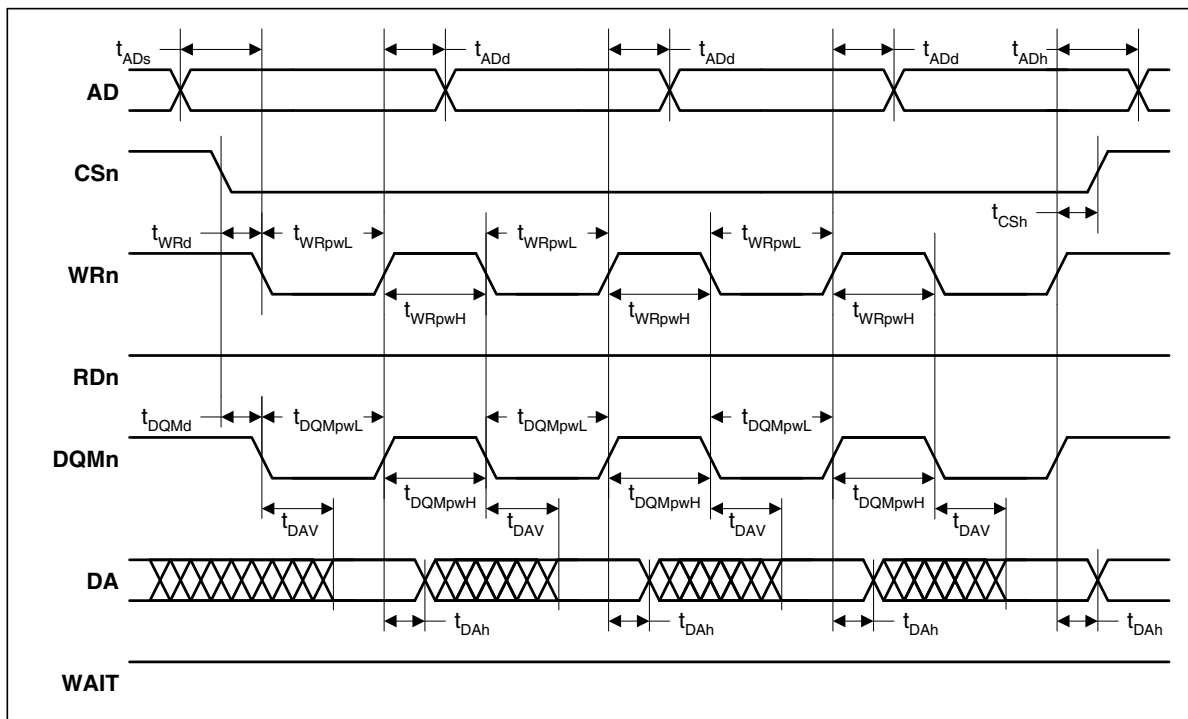 tADs tADd tADd tADd tADh
AD
CSn
tCSh
tWRd tWRpwL tWRpwL tWRpwL
WRn
tWRpwH tWRpwH tWRpwH
RDn
tDQMd tDQMpwL tDQMpwL tDQMpwL
DQMn
tDQMpwH tDQMpwH tDQMpwH
tDAV tDAV tDAV tDAV
DA
tDAh tDAh tDAh tDAh
WAIT